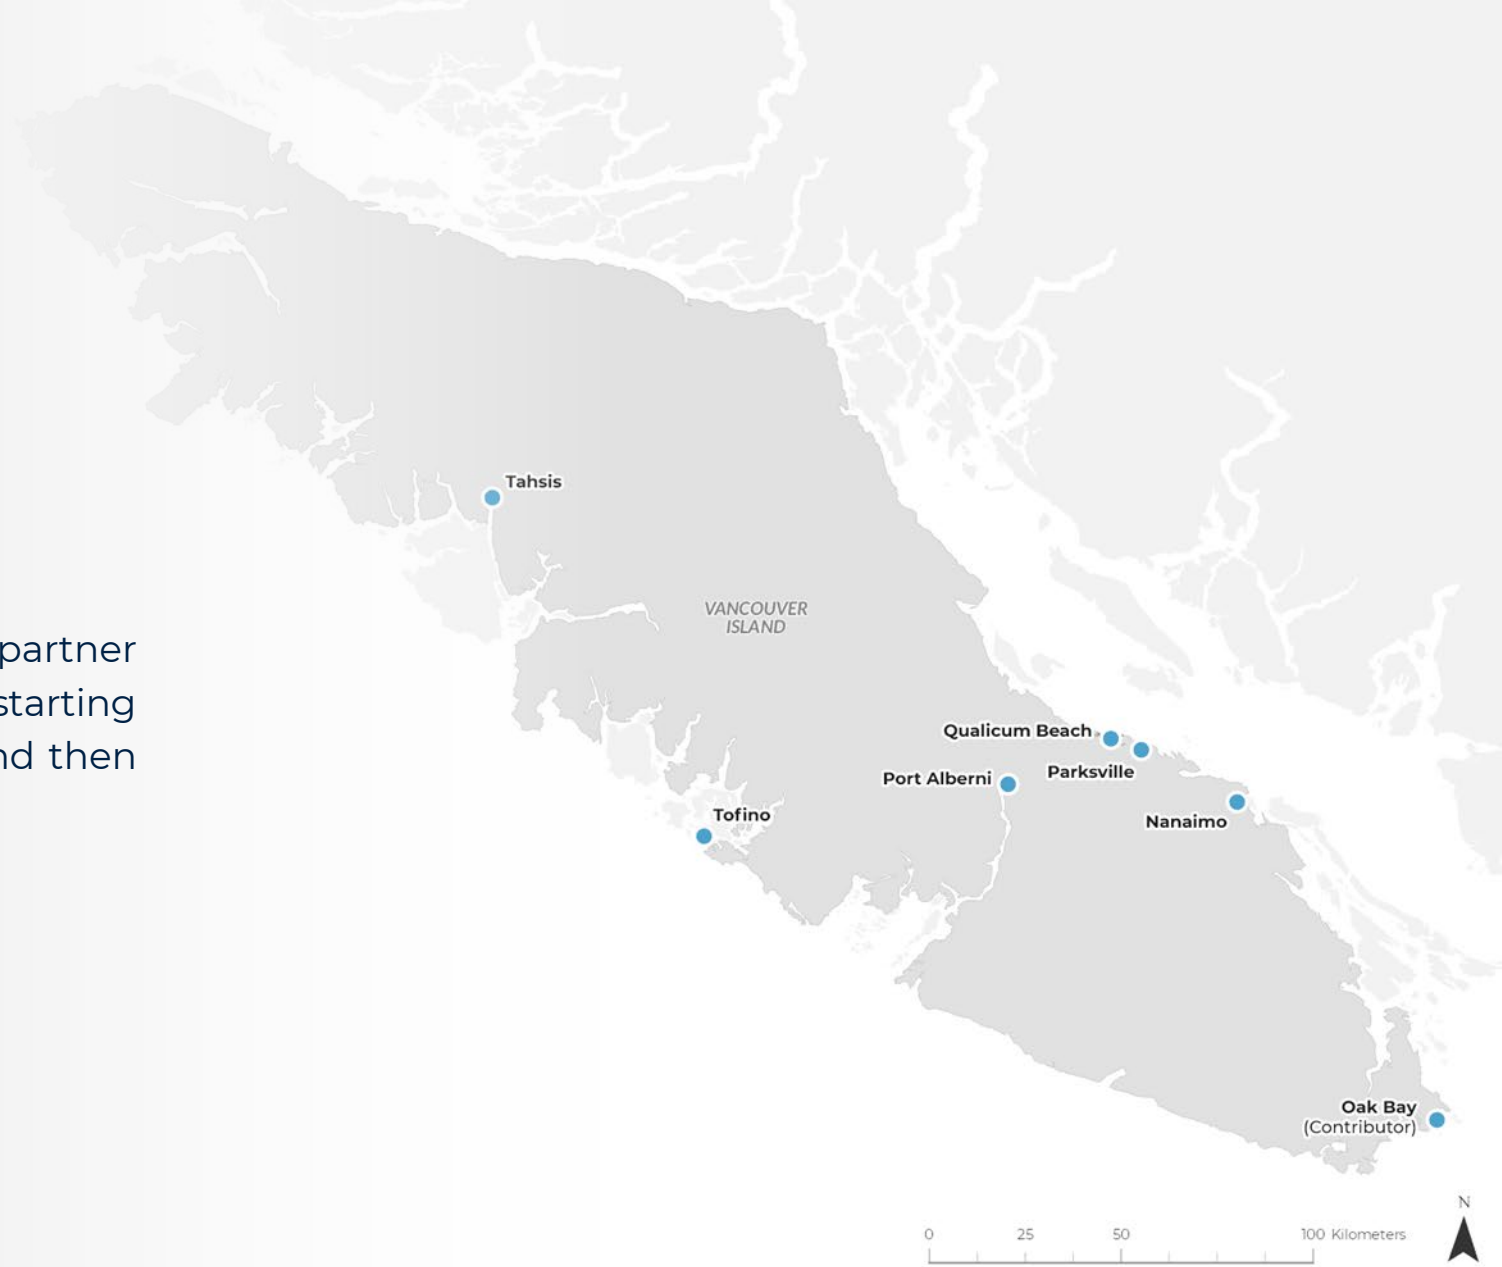 partner
starting
then
Tahsis
VANCOUVER
ISLAND
Qualicum Beach
Parksville
Port Alberni
Nanaimo
Tofino
Oak Bay
(Contributor)
N
0 25 50 100 Kilometers